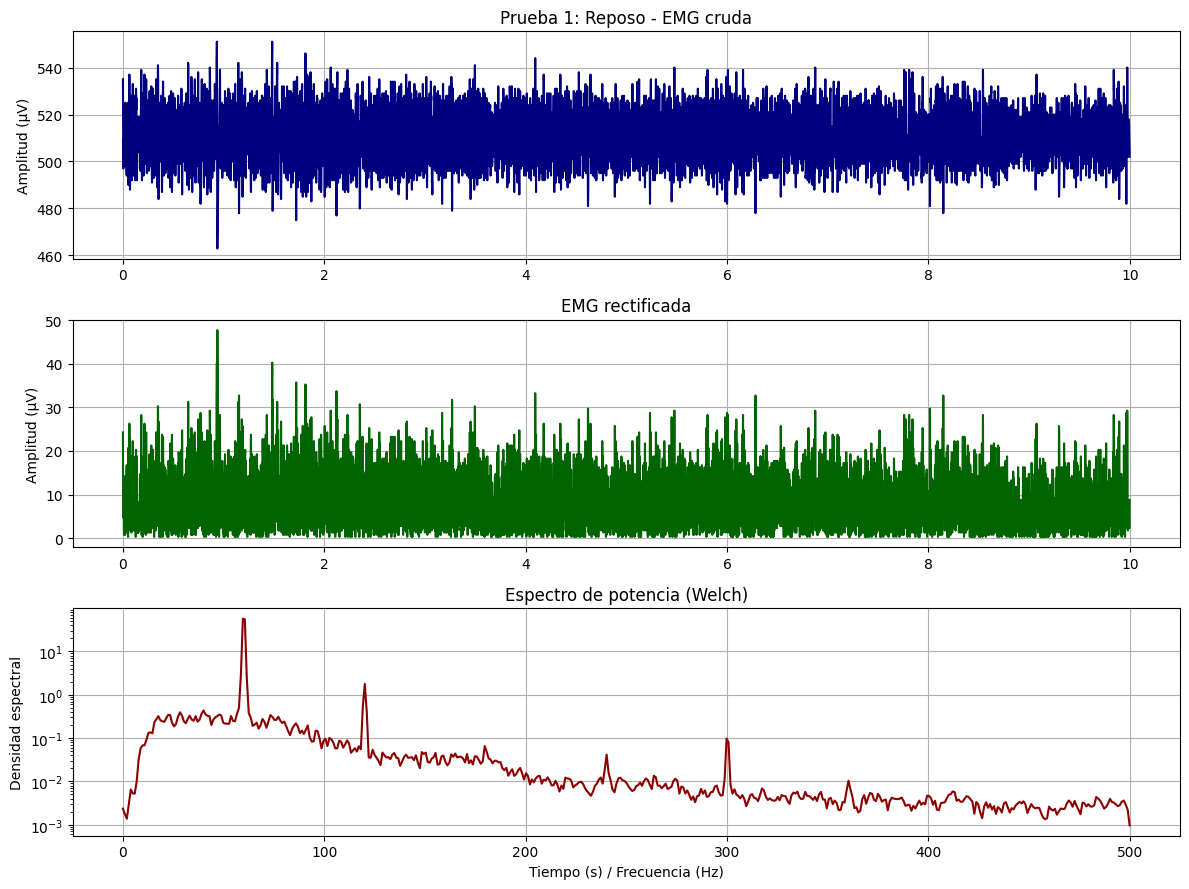 Prueba 1: Reposo - EMG cruda
Amplitud (µV)
540
520
500
480
460
0 2 4 6 8 10
EMG rectificada
Amplitud (µV)
50
40
30
20
10
0
0 2 4 6 8 10
Espectro de potencia (Welch)
Densidad espectral
10¹
10⁰
10⁻¹
10⁻²
10⁻³
0 100 200 300 400 500
Tiempo (s) / Frecuencia (Hz)